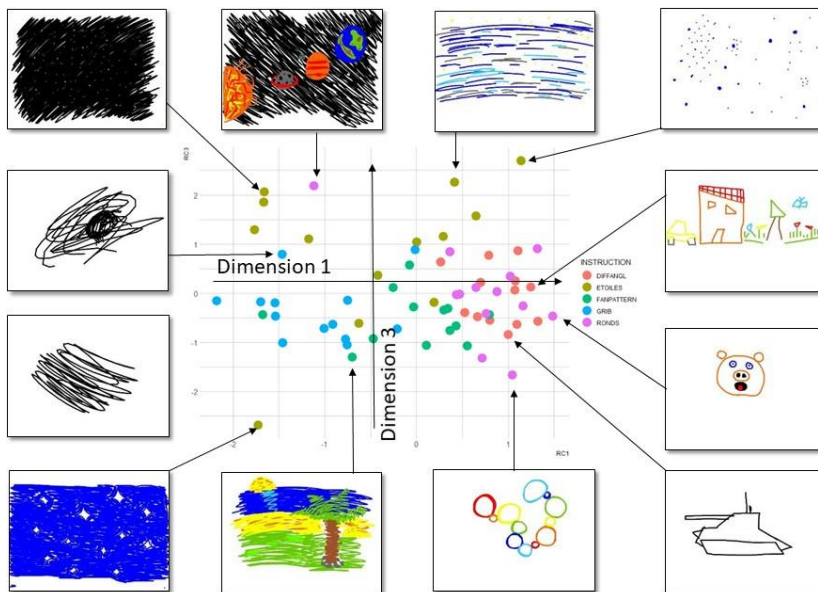 RC3
2
1
0
-1
-2
Dimension 1
Dimension 3
-2
-1
0
1
RC1
INSTRUCTION
DIFFANGL
ETOILES
FANPATTERN
GRIB
RONDS